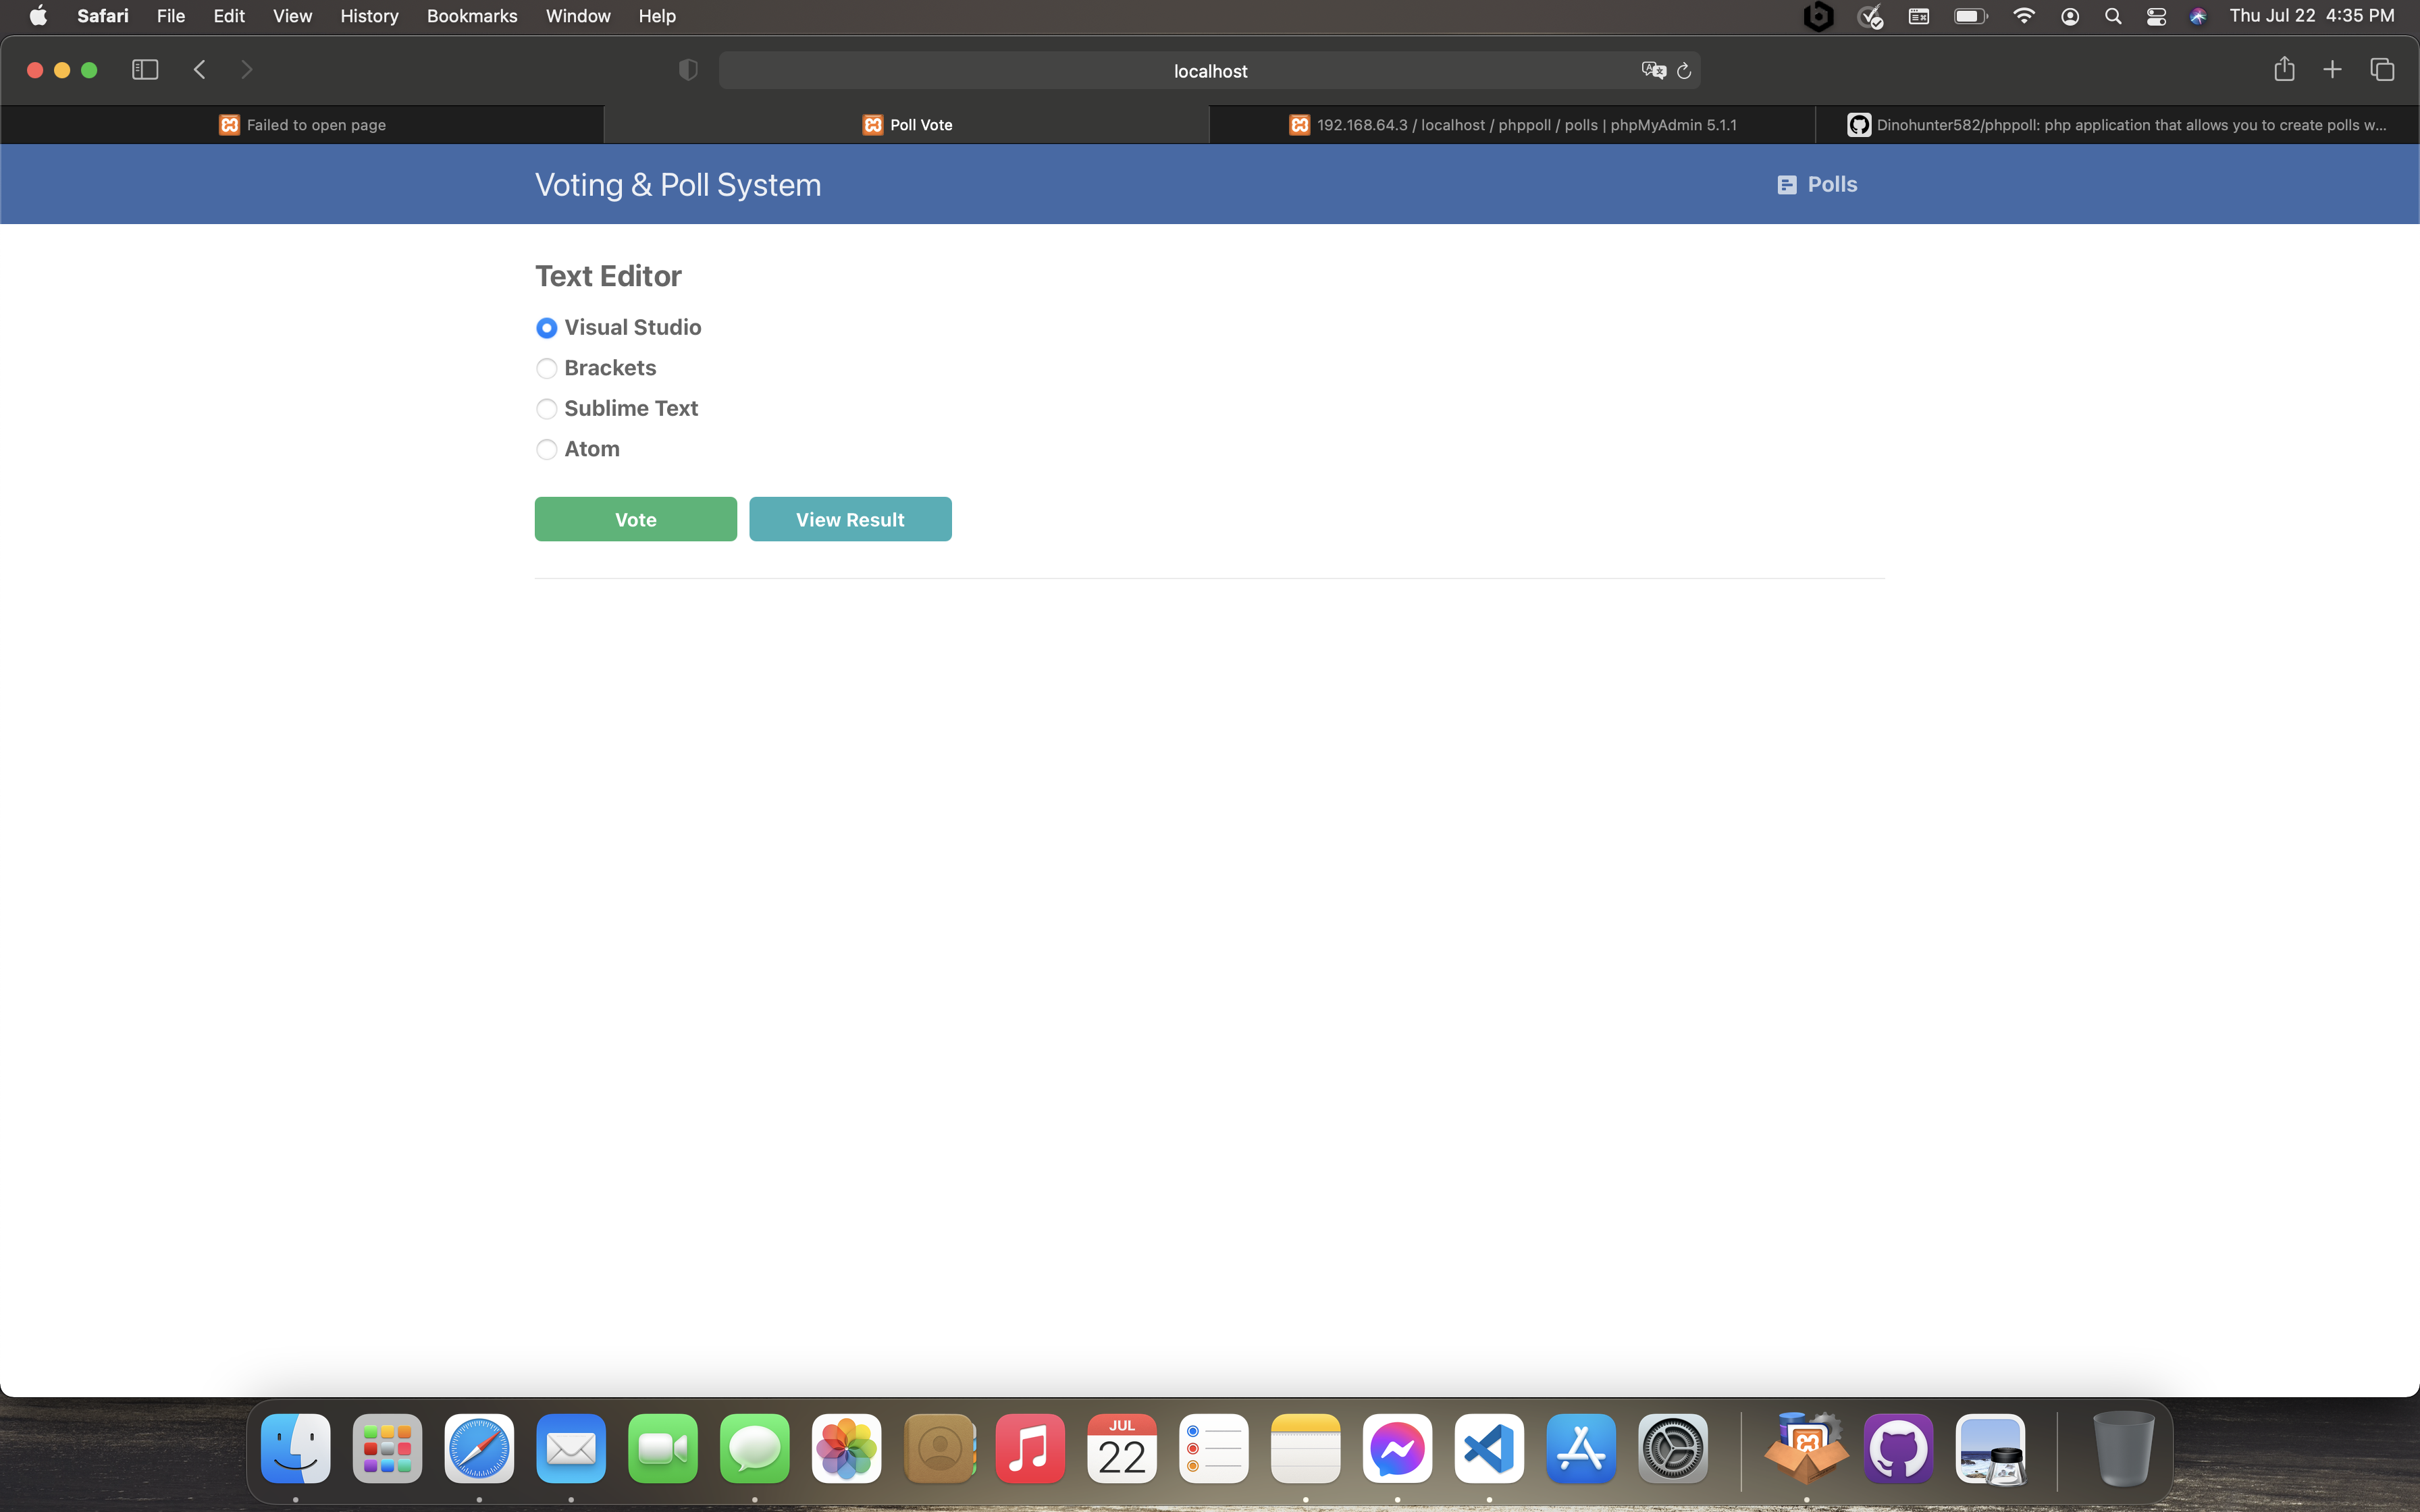 Safari File Edit View History Bookmarks Window Help Thu Jul 22 4:35 PM
localhost
Failed to open page
Poll Vote
192.168.64.3 / localhost / phppoll / polls | phpMyAdmin 5.1.1
Dinohunter582/phppoll: php application that allows you to create polls w...
Voting & Poll System
Polls
Text Editor
Visual Studio
Brackets
Sublime Text
Atom
Vote
View Result
JUL
22